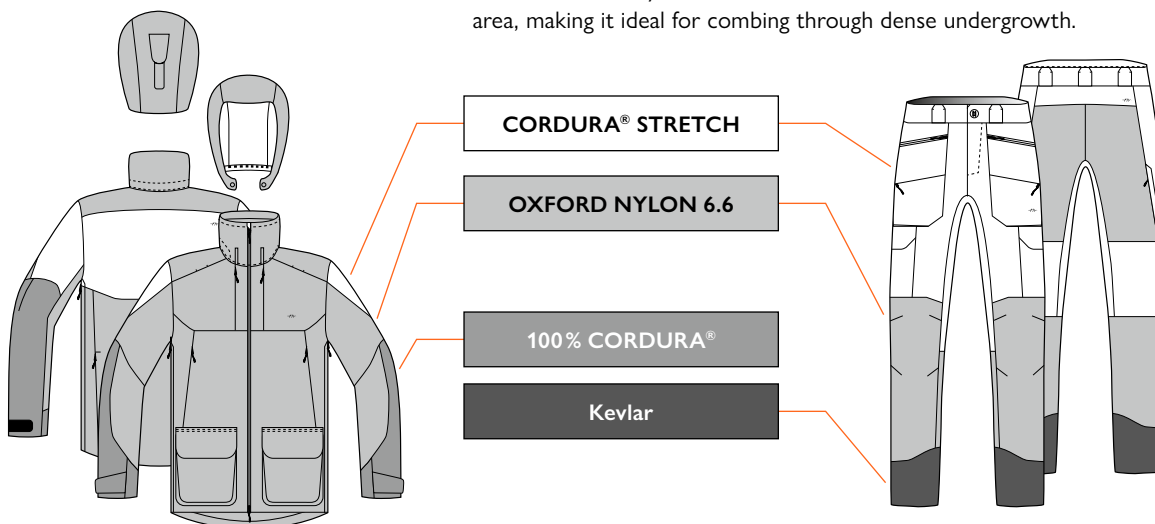 area, making it ideal for combing through dense undergrowth.
CORDURA® STRETCH
OXFORD NYLON 6.6
100% CORDURA®
Kevlar